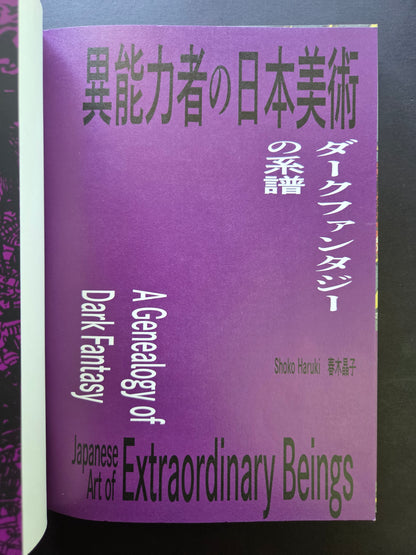 異能力者の日本美術
ダークファンタジー
の系譜
A Genealogy of
Dark Fantasy
Shoko Haruki 春木晶子
Japanese
Art of
Extraordinary Beings